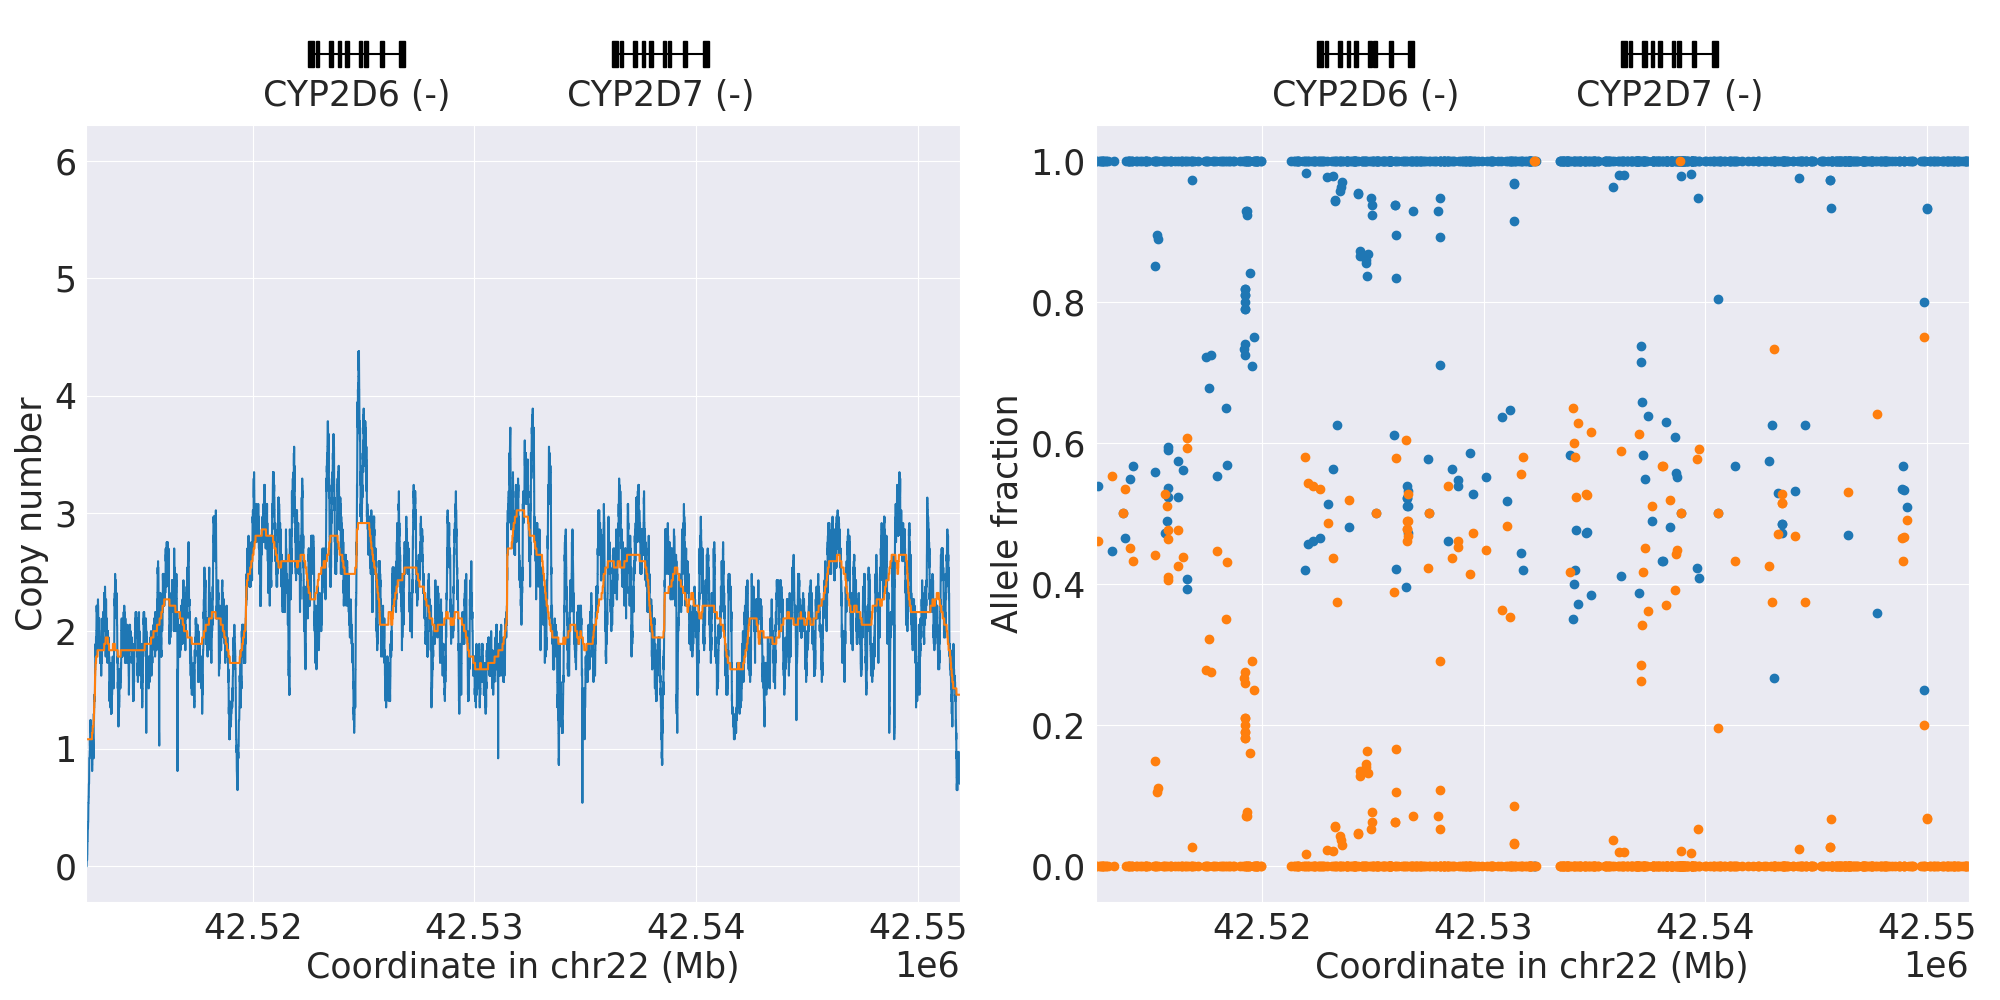 CYP2D6 (-) CYP2D7 (-)
6
5
4
3
2
1
0
Copy number
42.52 42.53 42.54 42.55
Coordinate in chr22 (Mb) 1e6
CYP2D6 (-) CYP2D7 (-)
1.0
0.8
0.6
0.4
0.2
0.0
Allele fraction
42.52 42.53 42.54 42.55
Coordinate in chr22 (Mb) 1e6